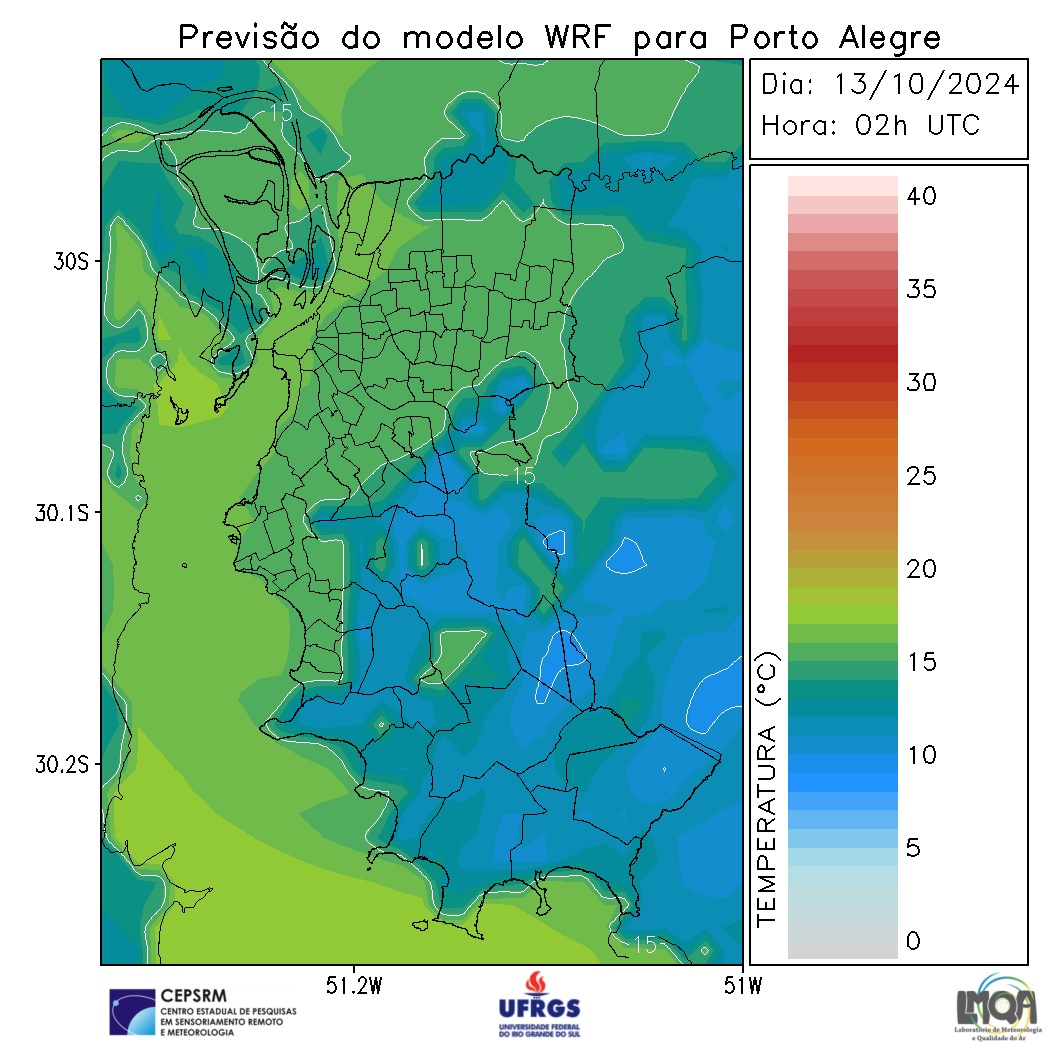 Previsão do modelo WRF para Porto Alegre
Dia: 13/10/2024
Hora: 02h UTC
15
30S
30.1S
30.2S
15
15
51.2W
51W
TEMPERATURA (°C)
40
35
30
25
20
15
10
5
0
CEPSRM
CENTRO ESTADUAL DE PESQUISAS
EM SENSORIAMENTO REMOTO
E METEOROLOGIA
UFRGS
UNIVERSIDADE FEDERAL
DO RIO GRANDE DO SUL
LMQA
Laboratório de Meteorologia
e Qualidade do Ar